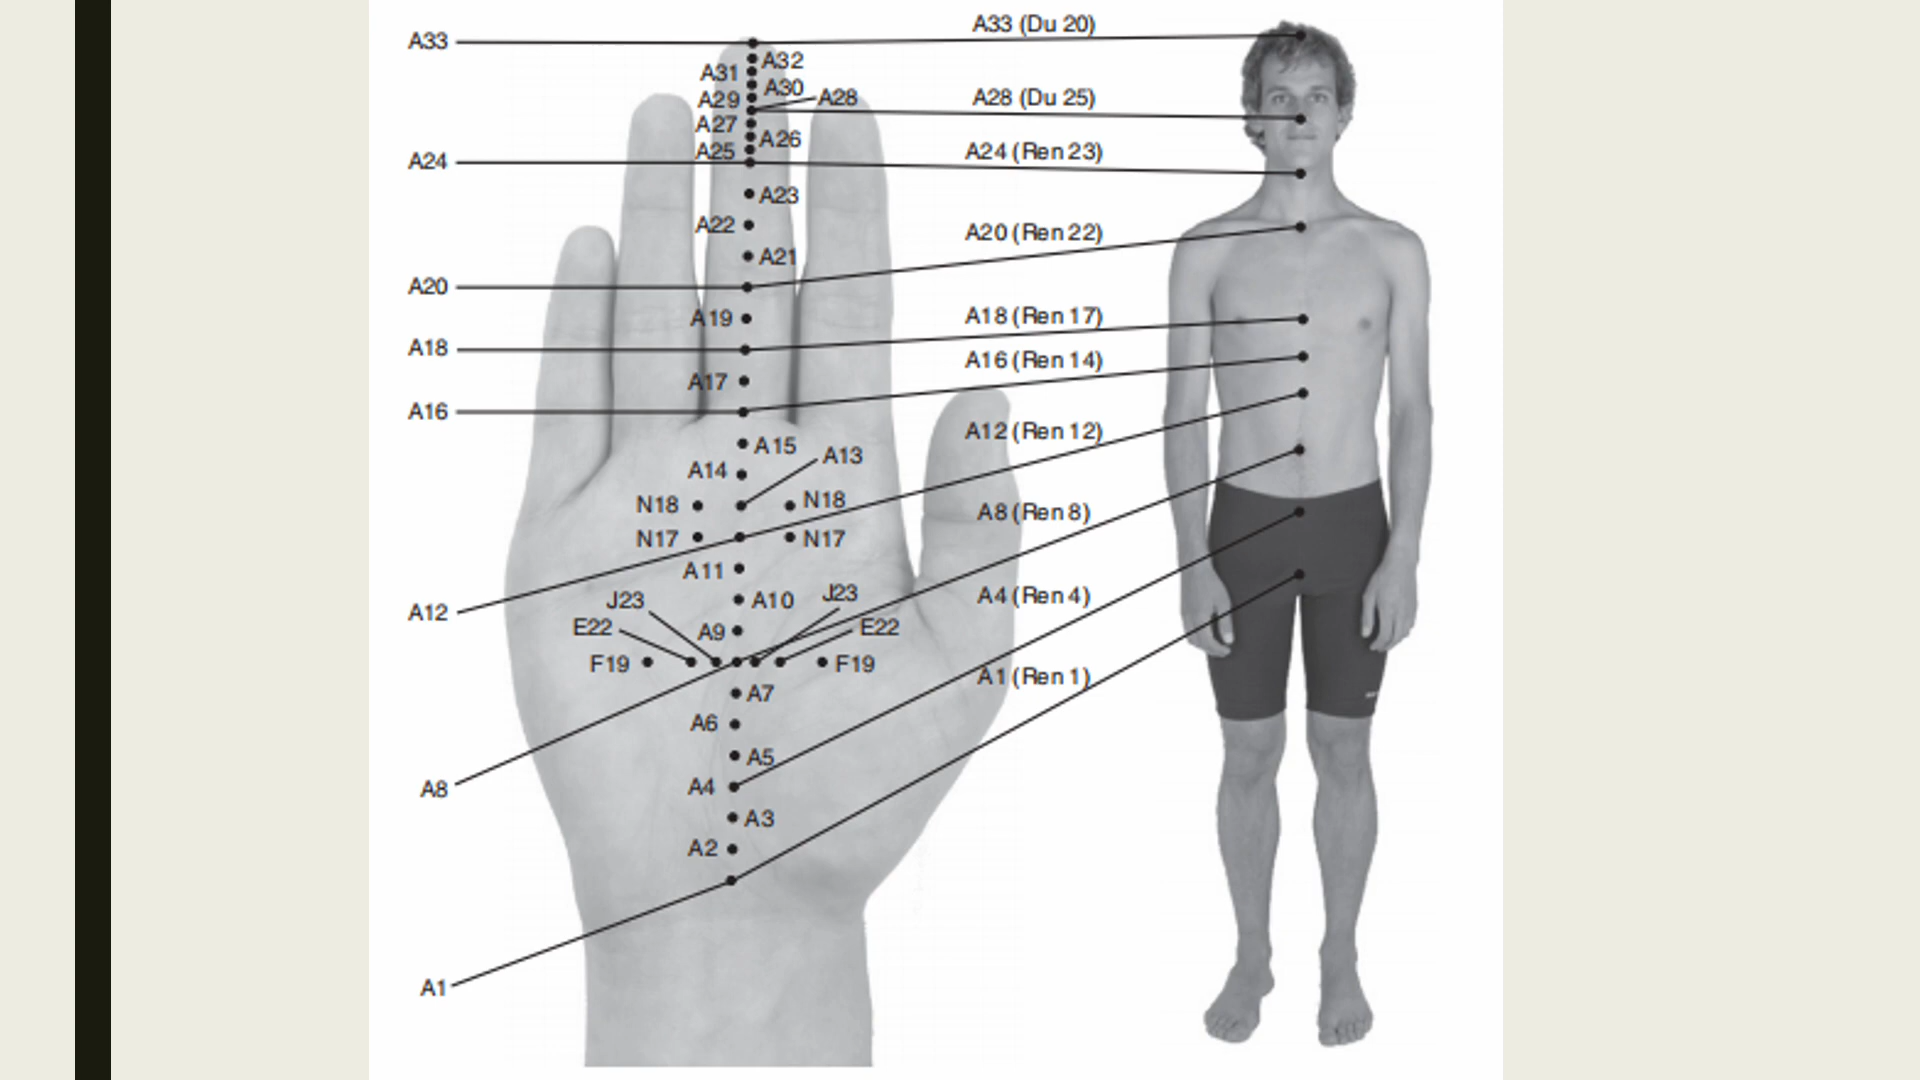 A33
A33 (Du 20)
A32
A31
A30
A29
A28
A28 (Du 25)
A27
A26
A25
A24
A24 (Ren 23)
A23
A22
A21
A20 (Ren 22)
A20
A19
A18 (Ren 17)
A18
A16 (Ren 14)
A17
A16
A12 (Ren 12)
A15
A13
A14
N18
N18
A8 (Ren 8)
N17
N17
A11
A12
J23
A10
J23
A4 (Ren 4)
E22
A9
E22
F19
F19
A1 (Ren 1)
A7
A6
A5
A8
A4
A3
A2
A1